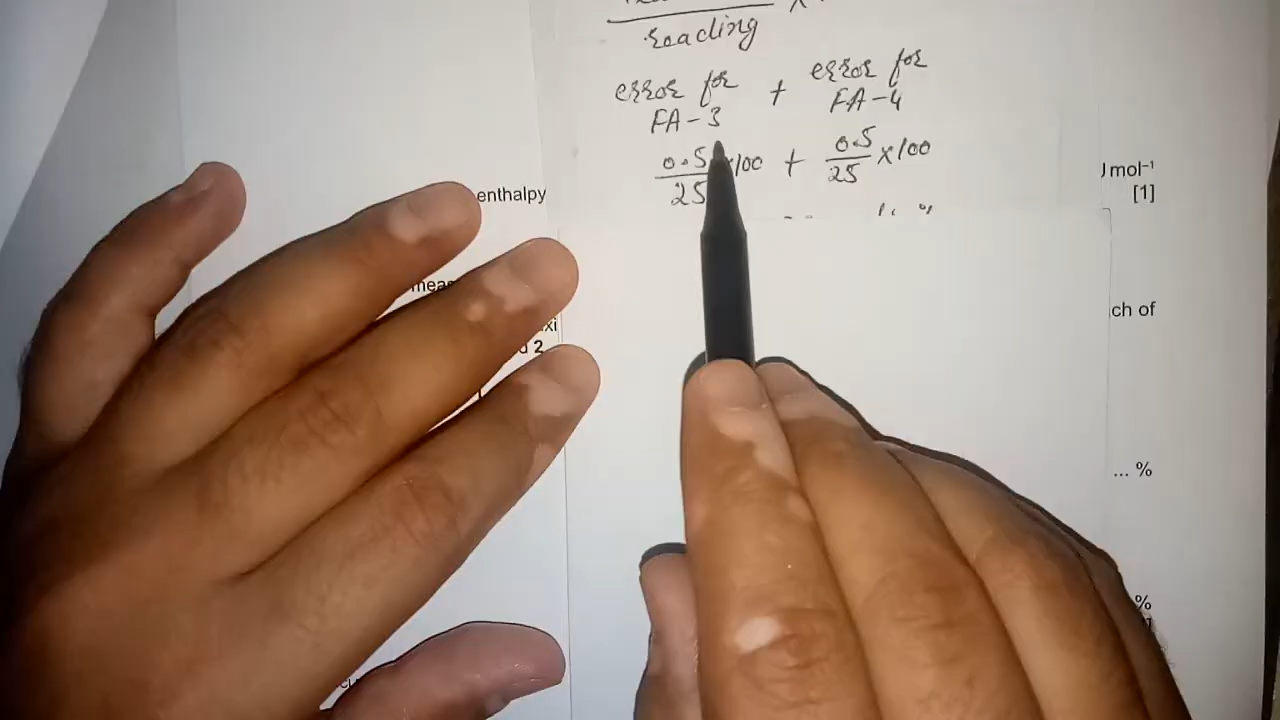 reading
error for + error for
FA-3 FA-4
0.5 x100 + 0.5 x100
25 25
J mol⁻¹
enthalpy
[1]
ch of
2
... %
%